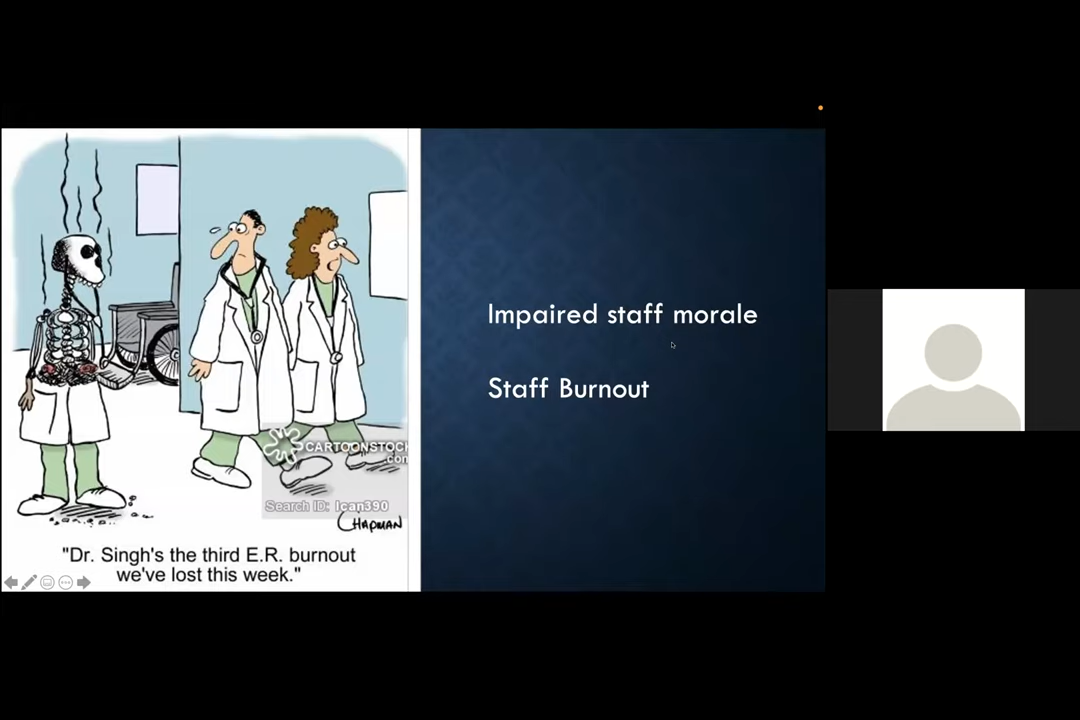 CARTOONSTOCK
.com
Search ID: lcan390
CHAPMAN
"Dr. Singh's the third E.R. burnout
we've lost this week."
Impaired staff morale
Staff Burnout